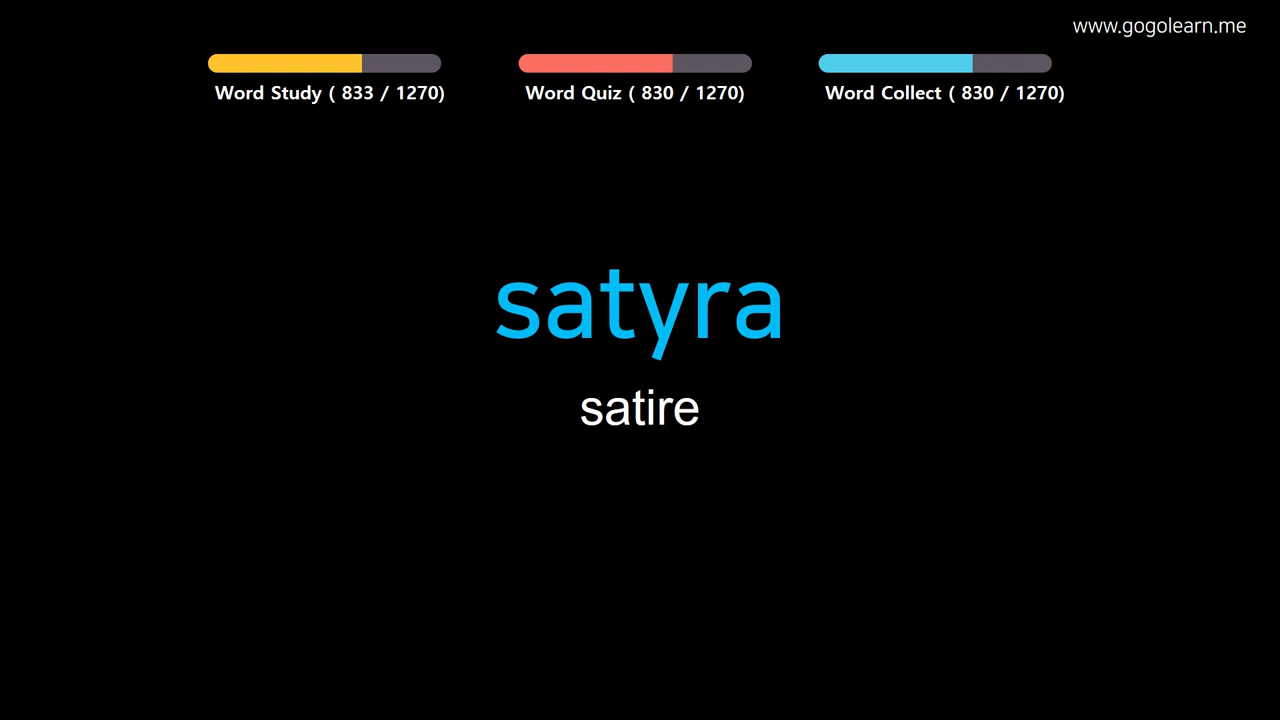 www.gogolearn.me
Word Study ( 833 / 1270)
Word Quiz ( 830 / 1270)
Word Collect ( 830 / 1270)
satyra
satire